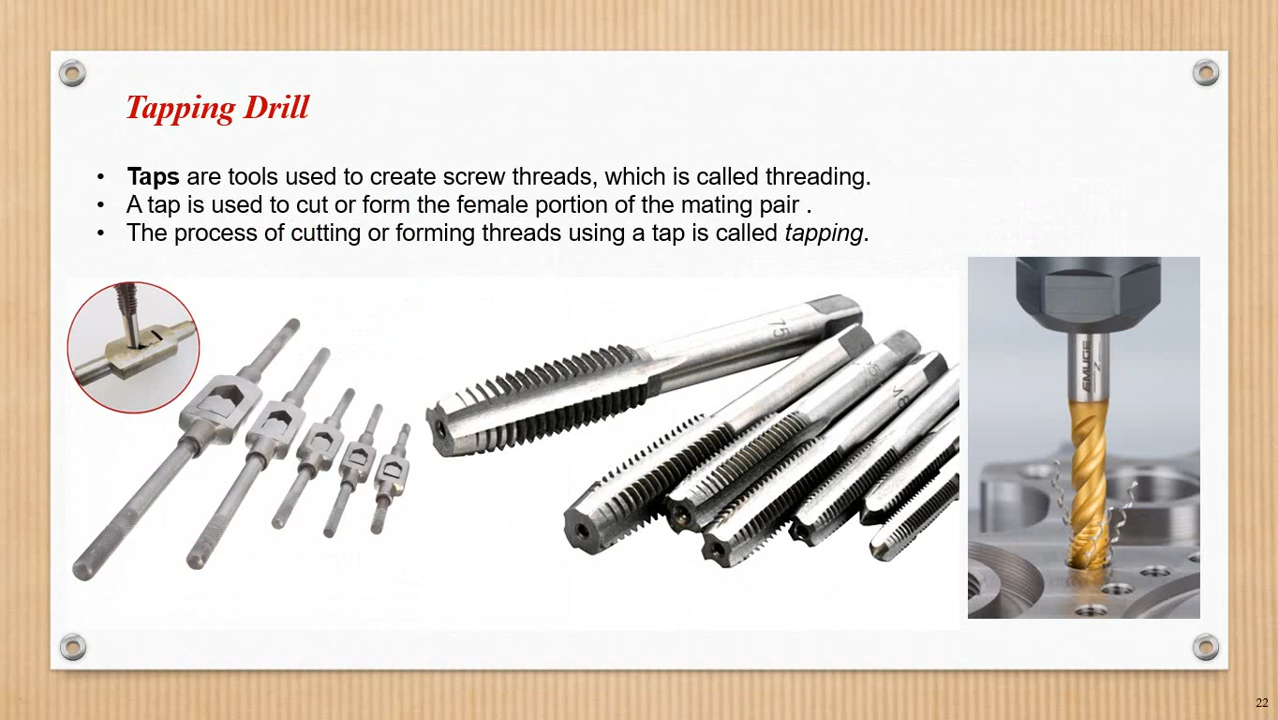 Tapping Drill
• Taps are tools used to create screw threads, which is called threading.
• A tap is used to cut or form the female portion of the mating pair .
• The process of cutting or forming threads using a tap is called tapping.
75
EMUGE
Z
22